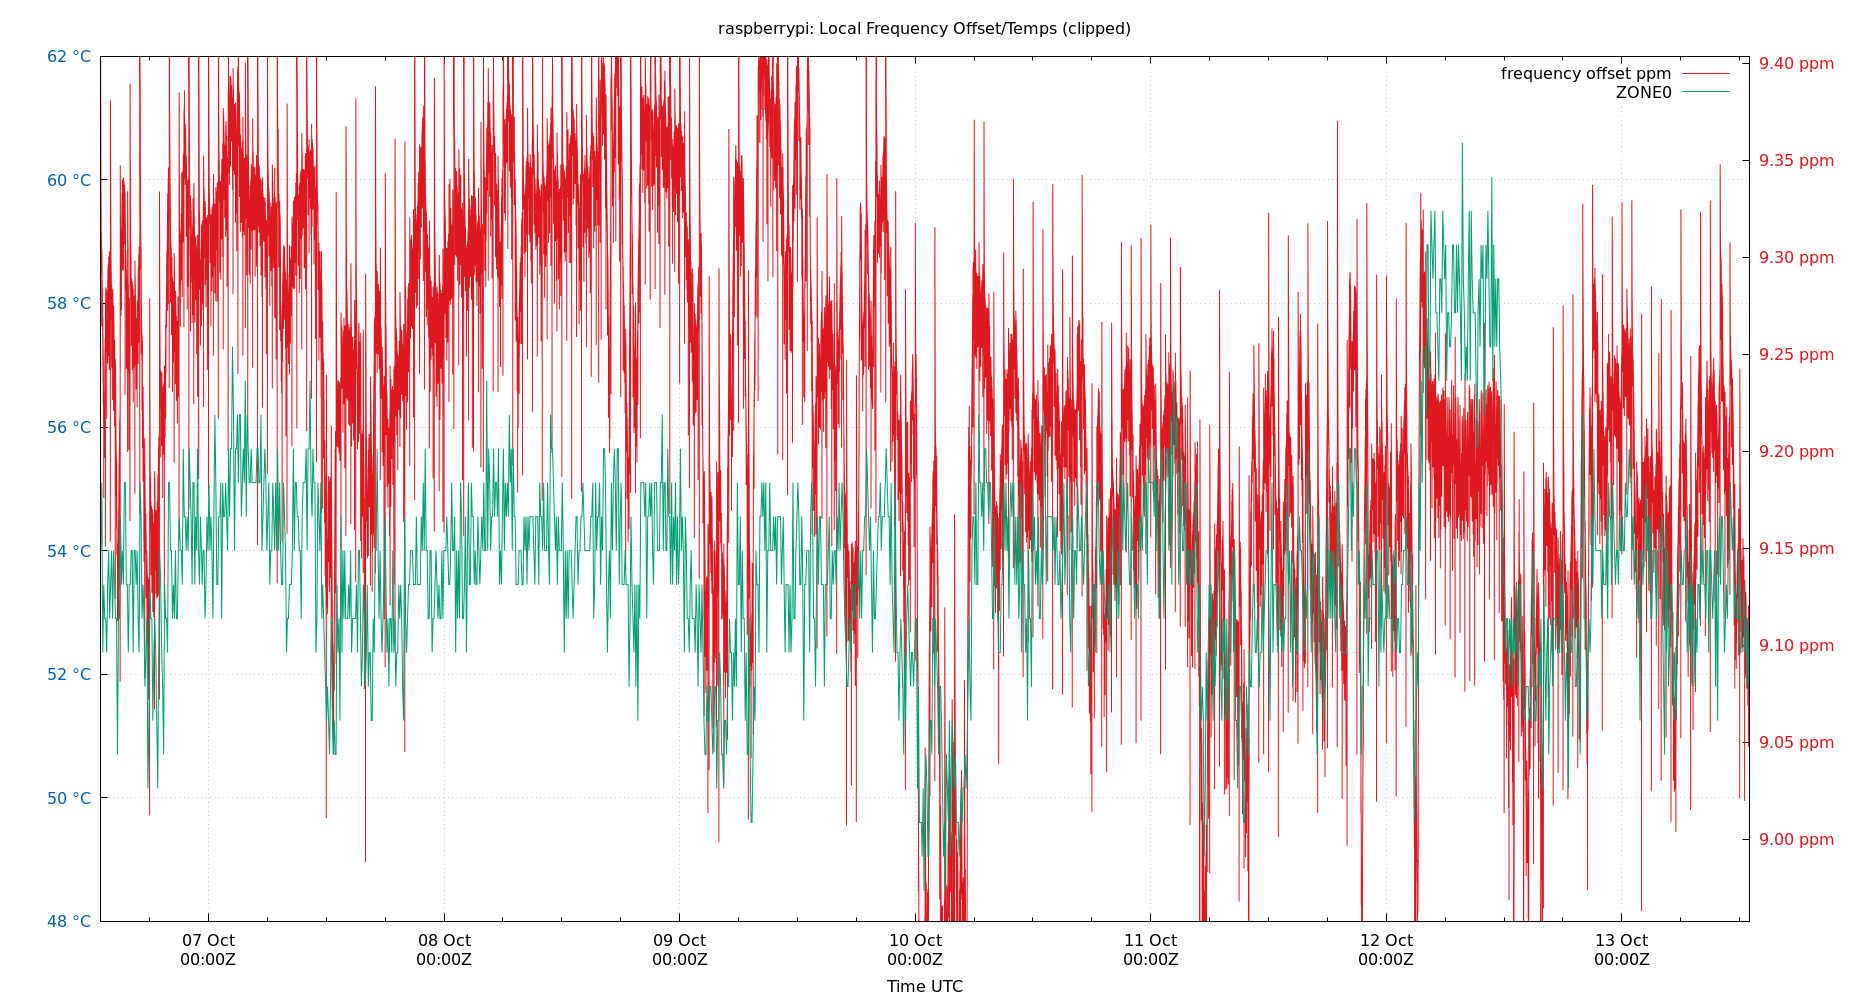 raspberrypi: Local Frequency Offset/Temps (clipped)
frequency offset ppm
ZONE0
62 °C
60 °C
58 °C
56 °C
54 °C
52 °C
50 °C
48 °C
9.40 ppm
9.35 ppm
9.30 ppm
9.25 ppm
9.20 ppm
9.15 ppm
9.10 ppm
9.05 ppm
9.00 ppm
07 Oct
00:00Z
08 Oct
00:00Z
09 Oct
00:00Z
10 Oct
00:00Z
11 Oct
00:00Z
12 Oct
00:00Z
13 Oct
00:00Z
Time UTC